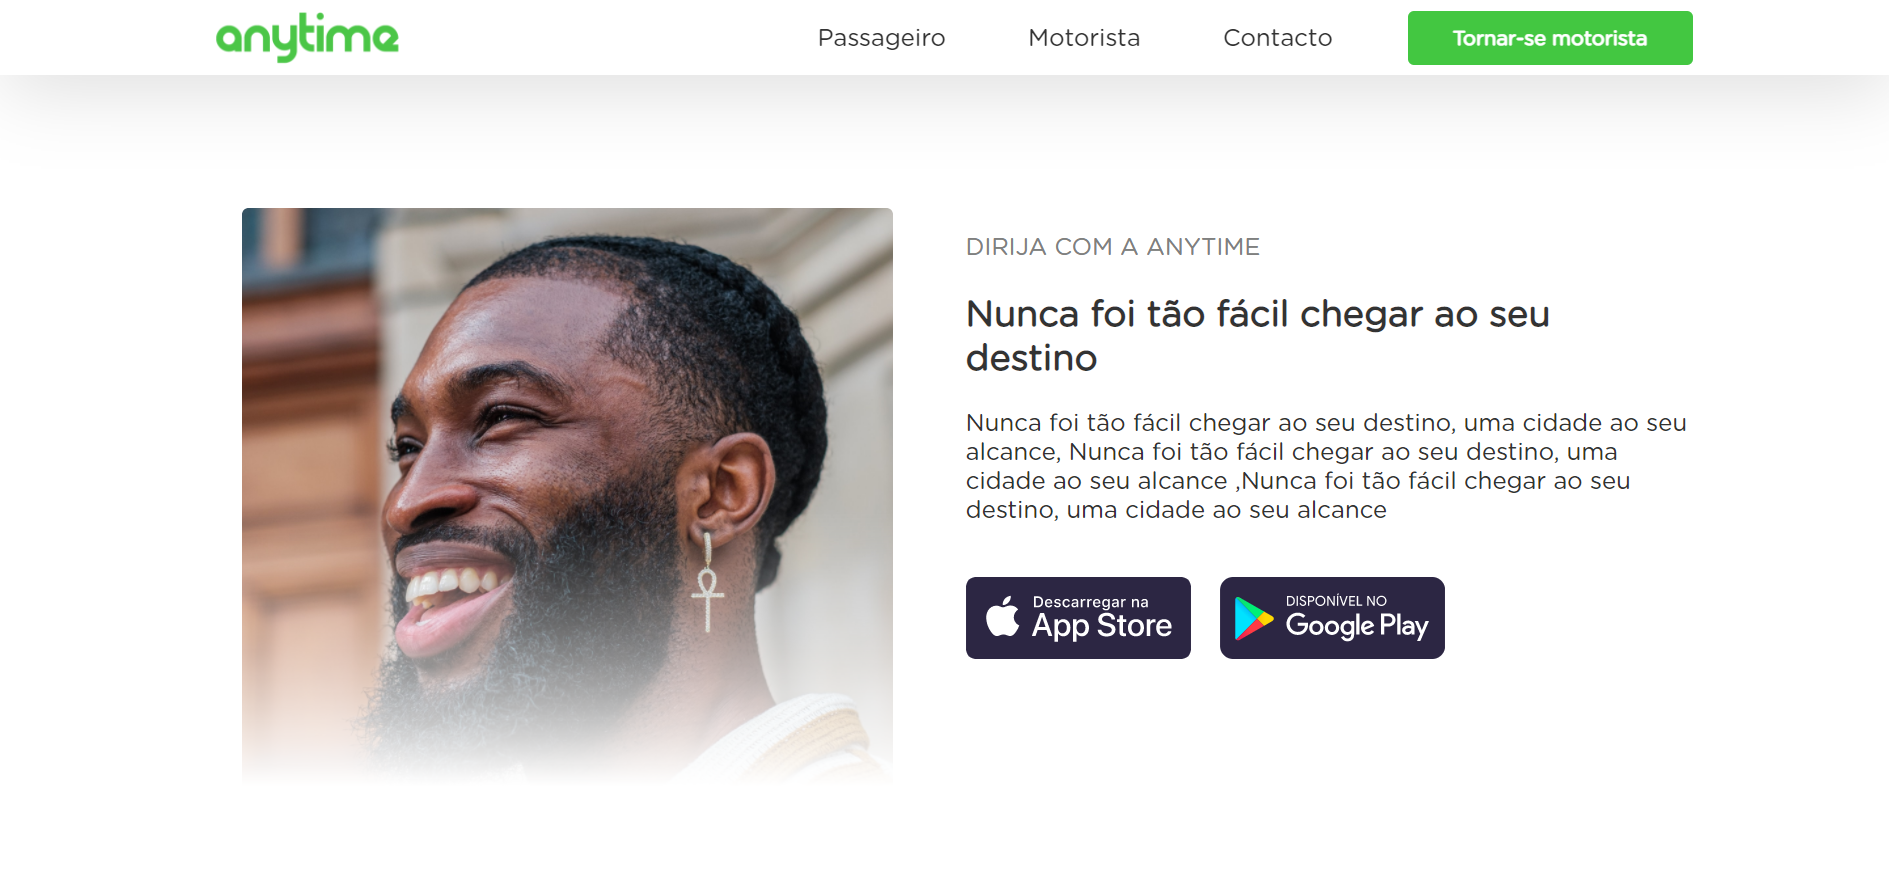 anytime
Passageiro
Motorista
Contacto
Tornar-se motorista
DIRIJA COM A ANYTIME
Nunca foi tão fácil chegar ao seu
destino
Nunca foi tão fácil chegar ao seu destino, uma cidade ao seu
alcance, Nunca foi tão fácil chegar ao seu destino, uma
cidade ao seu alcance ,Nunca foi tão fácil chegar ao seu
destino, uma cidade ao seu alcance
Descarregar na
App Store
DISPONÍVEL NO
Google Play